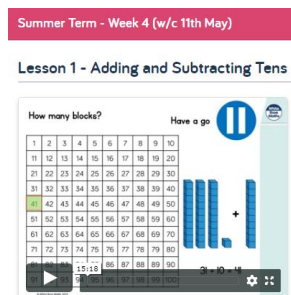 Summer Term - Week 4 (w/c 11th May)
Lesson 1 - Adding and Subtracting Tens
How many blocks?
Have a go
1 2 3 4 5 6 7 8 9 10
11 12 13 14 15 16 17 18 19 20
21 22 23 24 25 26 27 28 29 30
31 32 33 34 35 36 37 38 39 40
41 42 43 44 45 46 47 48 49 50
51 52 53 54 55 56 57 58 59 60
61 62 63 64 65 66 67 68 69 70
71 72 73 74 75 76 77 78 79 80
86 87 88 89 90
+
15:18
31 + 10 = 41